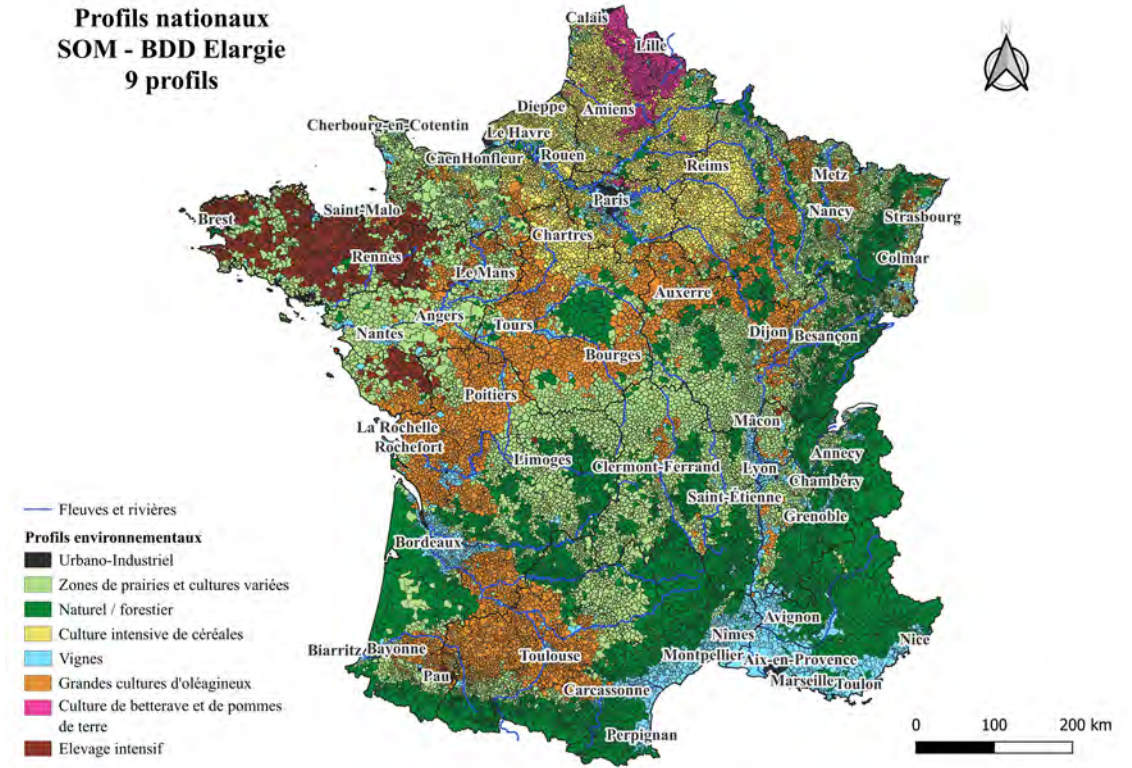 Profils nationaux
SOM - BDD Elargie
9 profils
N
Calais
Lille
Dieppe
Amiens
Cherbourg-en-Cotentin
Le Havre
Caen
Honfleur
Rouen
Reims
Metz
Paris
Nancy
Strasbourg
Brest
Saint-Malo
Chartres
Rennes
Colmar
Le Mans
Auxerre
Angers
Tours
Nantes
Dijon
Besançon
Bourges
Poitiers
La Rochelle
Rochefort
Mâcon
Limoges
Clermont-Ferrand
Lyon
Annecy
Chambéry
Saint-Étienne
Grenoble
Bordeaux
Avignon
Nîmes
Nice
Biarritz
Bayonne
Toulouse
Montpellier
Aix-en-Provence
Pau
Marseille
Toulon
Carcassonne
Perpignan
Fleuves et rivières
Profils environnementaux
Urbano-Industriel
Zones de prairies et cultures variées
Naturel / forestier
Culture intensive de céréales
Vignes
Grandes cultures d'oléagineux
Culture de betterave et de pommes
de terre
Elevage intensif
0 100 200 km